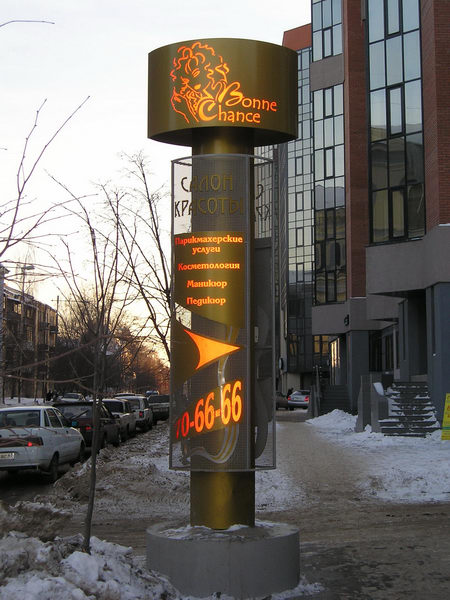 Bonne
Chance
САЛОН
КРАСОТЫ
Парикмахерские
услуги
Косметология
Маникюр
Педикюр
70-66-66